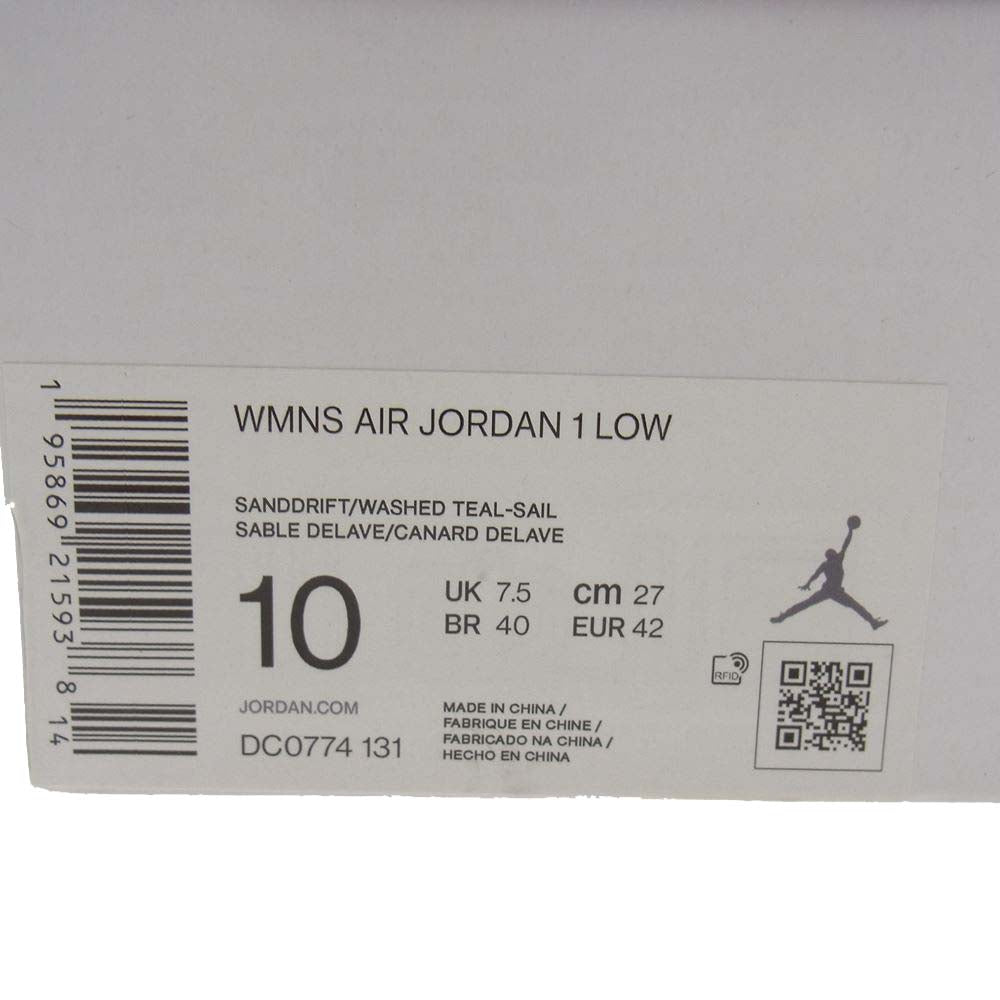 WMNS AIR JORDAN 1 LOW
SANDDRIFT/WASHED TEAL-SAIL
SABLE DELAVE/CANARD DELAVE
10
UK 7.5 cm 27
BR 40 EUR 42
JORDAN.COM
DC0774 131
MADE IN CHINA /
FABRIQUE EN CHINE /
FABRICADO NA CHINA /
HECHO EN CHINA
RFID
1 95869 21593 8 14